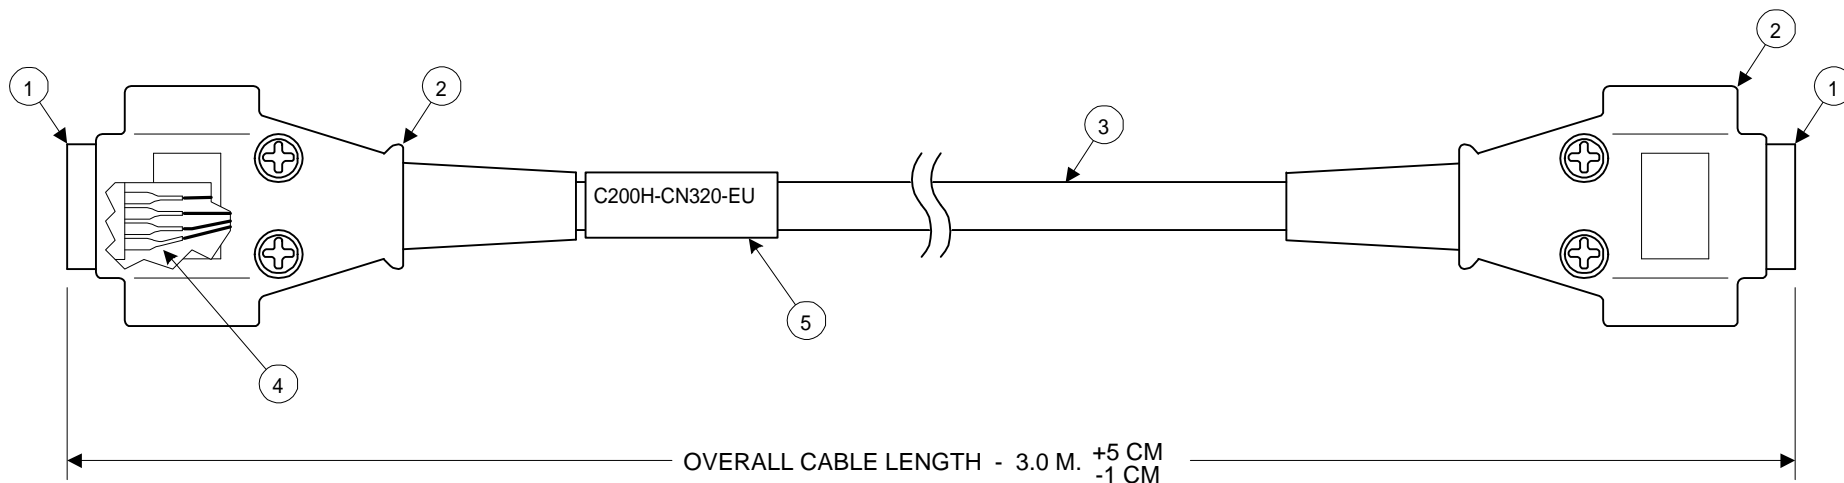 2
1
2
1
3
C200H-CN320-EU
5
4
OVERALL CABLE LENGTH - 3.0 M. +5 CM
-1 CM